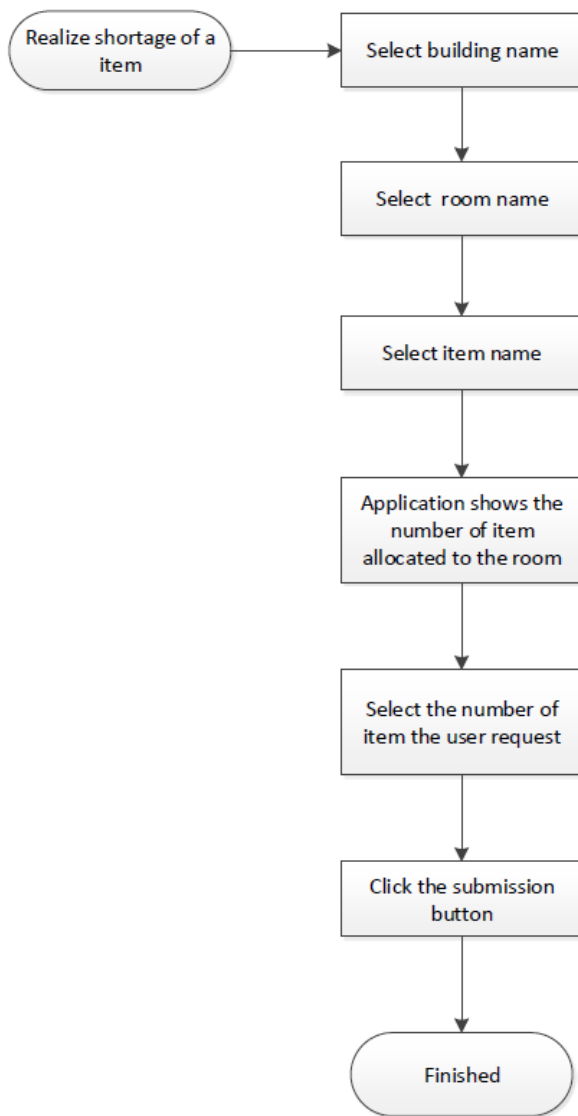 Realize shortage of a
item
Select building name
Select  room name
Select item name
Application shows the
number of item
allocated to the room
Select the number of
item the user request
Click the submission
button
Finished